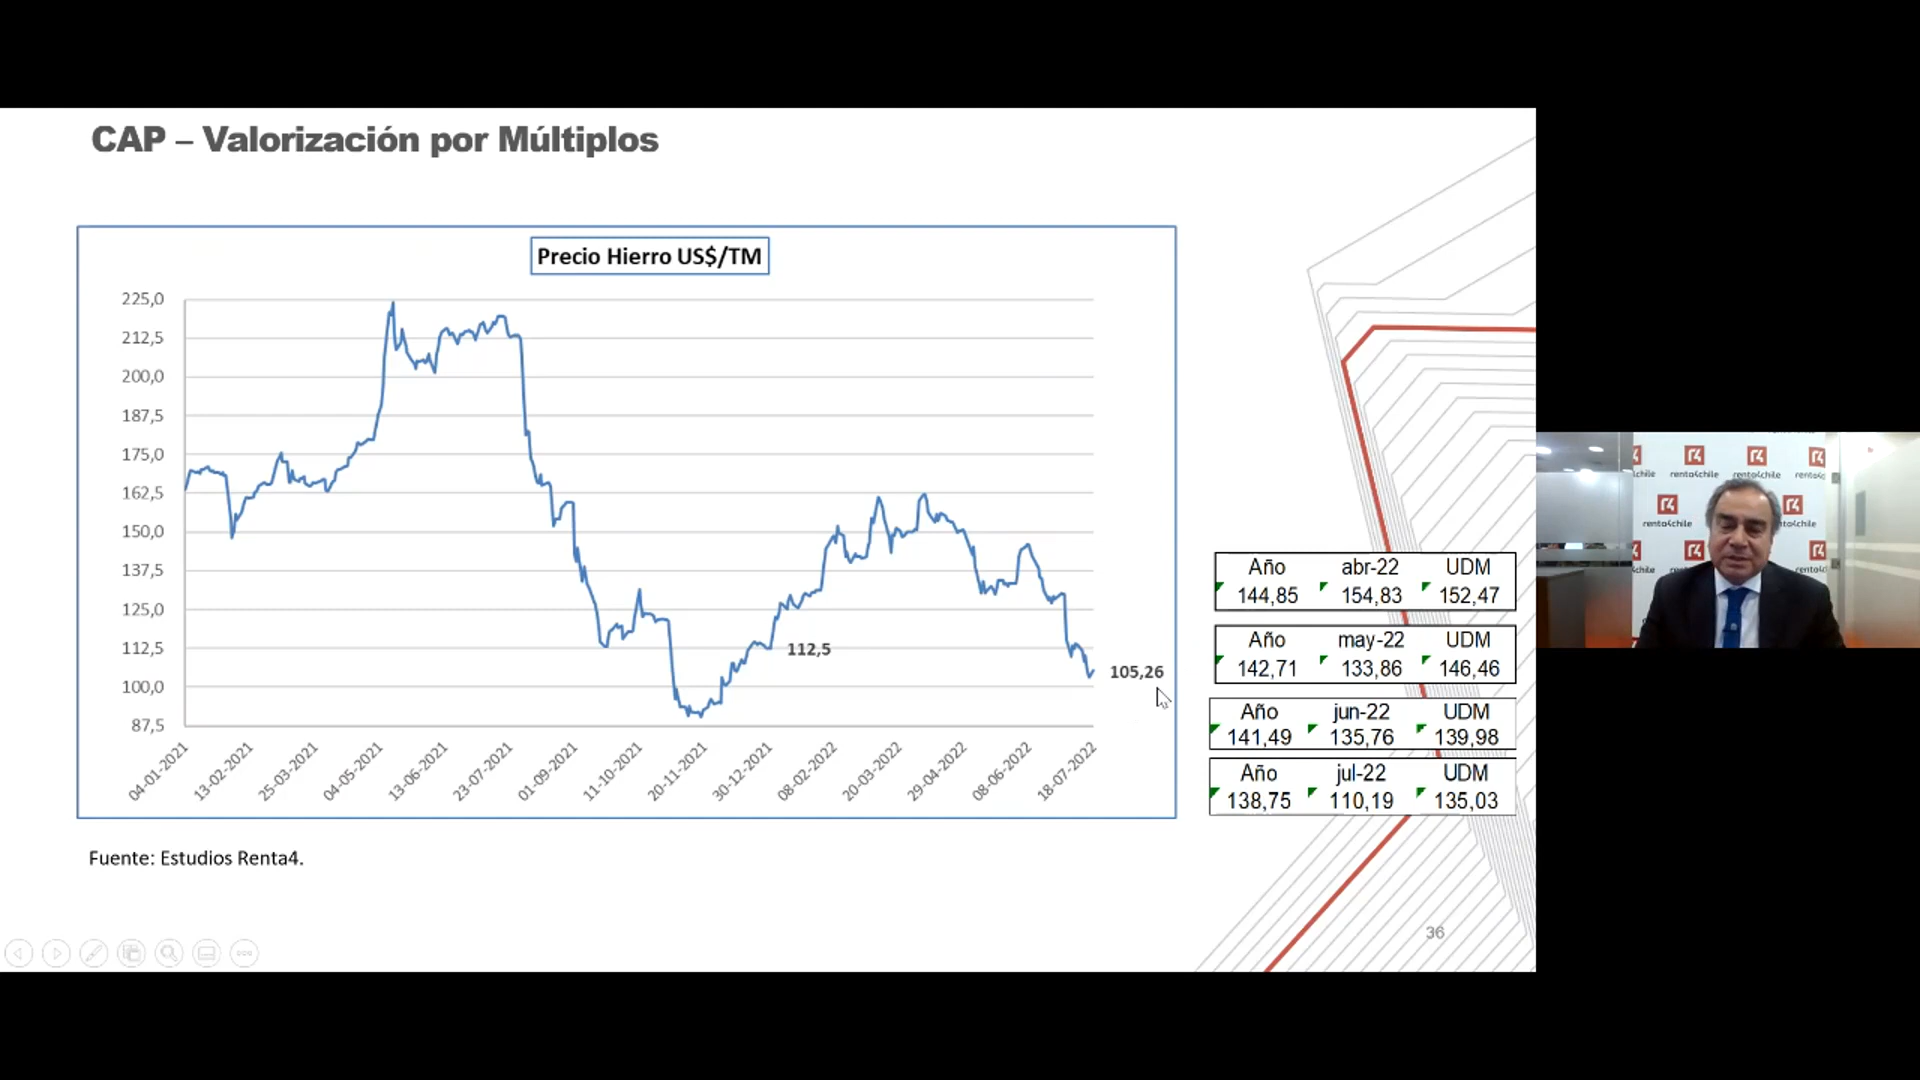 CAP – Valorización por Múltiplos
Precio Hierro US$/TM
225,0
212,5
200,0
187,5
175,0
162,5
150,0
137,5
125,0
112,5
100,0
87,5
112,5
105,26
04-01-2021
13-02-2021
25-03-2021
04-05-2021
13-06-2021
23-07-2021
01-09-2021
11-10-2021
20-11-2021
30-12-2021
08-02-2022
20-03-2022
29-04-2022
08-06-2022
18-07-2022
Año abr-22 UDM
144,85 154,83 152,47
Año may-22 UDM
142,71 133,86 146,46
Año jun-22 UDM
141,49 135,76 139,98
Año jul-22 UDM
138,75 110,19 135,03
Fuente: Estudios Renta4.
36
renta4chile
renta4chile
renta4chile